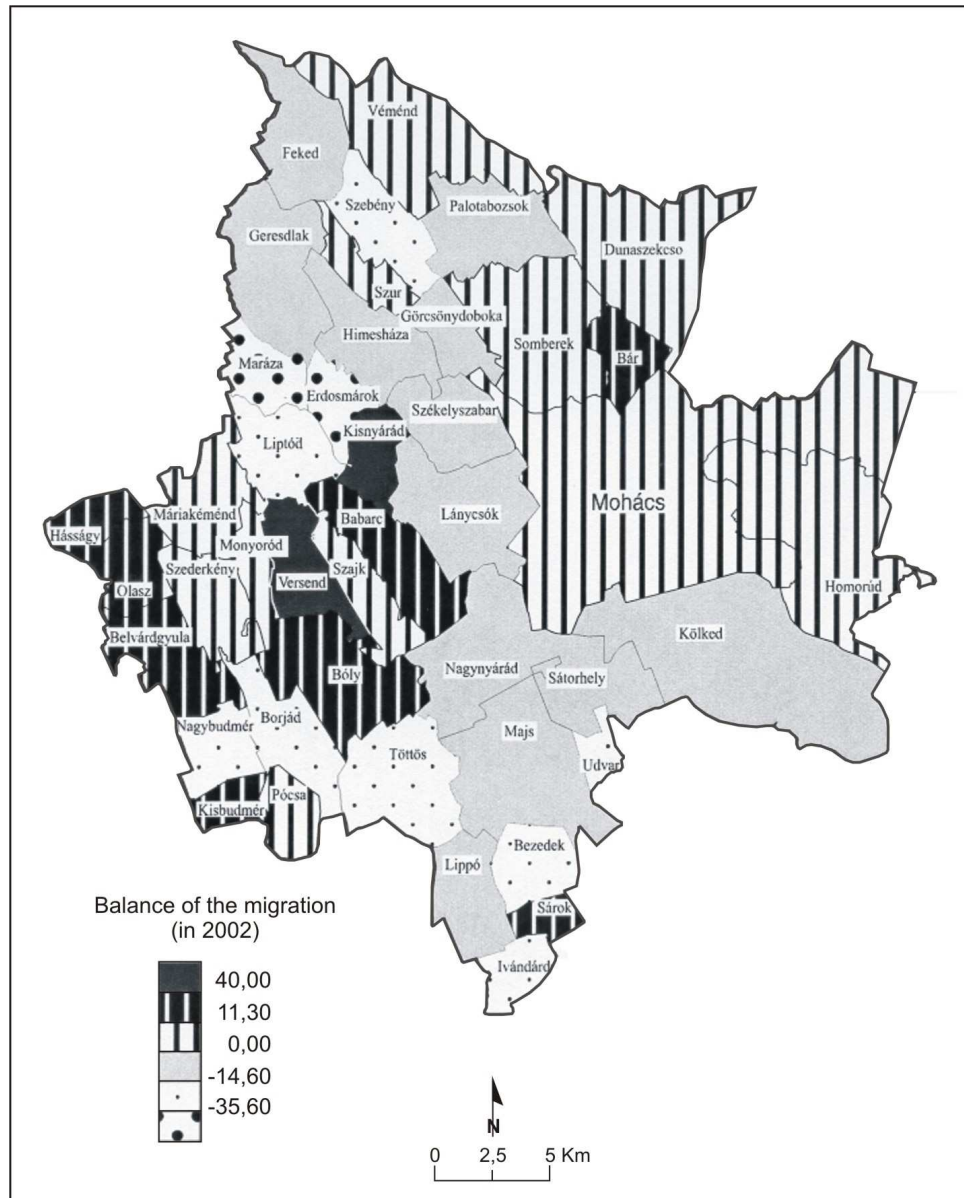 Véménd
Feked
Szebény
Palotabozsok
Geresdlak
Dunaszekcso
Szur
Görcsönydoboka
Himesháza
Somberek
Bár
Maráza
Erdosmárok
Székelyszabar
Kisnyárád
Liptód
Mohács
Máriakéménd
Babarc
Lánycsók
Hásságy
Monyoród
Szederkény
Szajk
Versend
Olasz
Homorúd
Belvárdgyula
Kölked
Nagynyárád
Sátorhely
Bóly
Nagybudmér
Borjád
Majs
Töttös
Udvar
Pócsa
Kisbudmér
Bezedek
Lippó
Sárok
Ivándárd
Balance of the migration
(in 2002)
40,00
11,30
0,00
-14,60
-35,60
N
0 2,5 5 Km